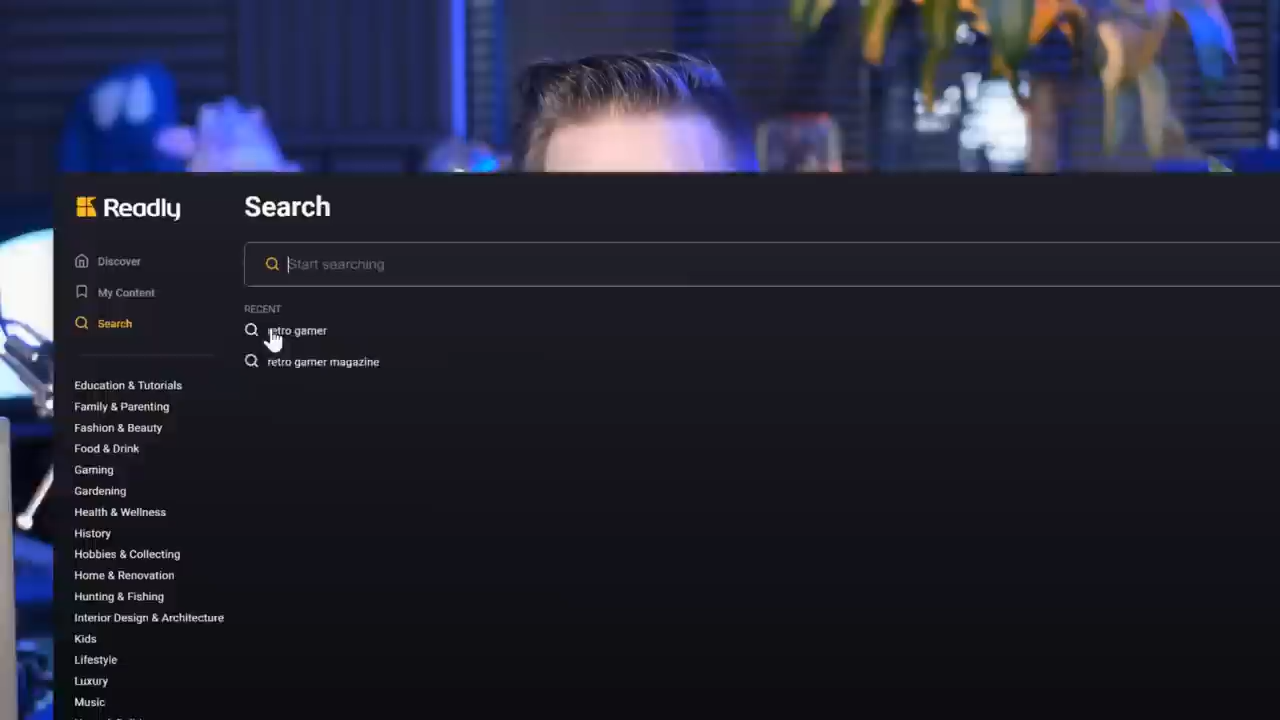 Readly
Search
Discover
Start searching
My Content
RECENT
Search
retro gamer
retro gamer magazine
Education & Tutorials
Family & Parenting
Fashion & Beauty
Food & Drink
Gaming
Gardening
Health & Wellness
History
Hobbies & Collecting
Home & Renovation
Hunting & Fishing
Interior Design & Architecture
Kids
Lifestyle
Luxury
Music